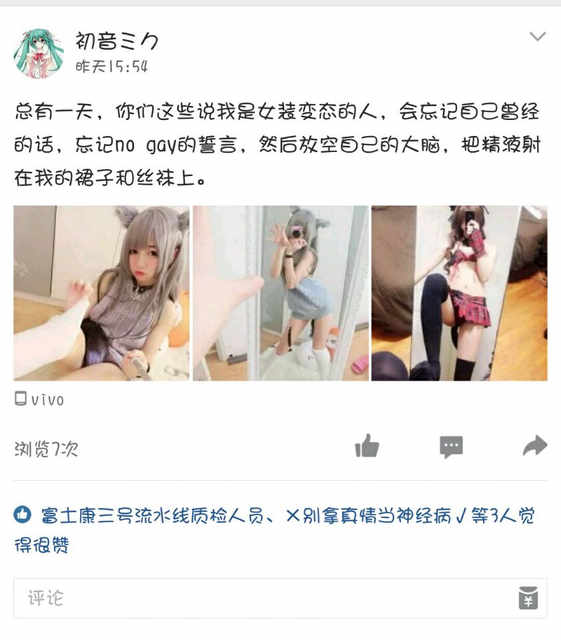 初音ミク
昨天15:54
总有一天，你们这些说我是女装变态的人，会忘记自己曾经
的话，忘记no gay的誓言，然后放空自己的大脑，把精液射
在我的裙子和丝袜上。
vivo
浏览7次
富士康三号流水线质检人员、乂别拿真情当神经病√等3人觉
得很赞
评论